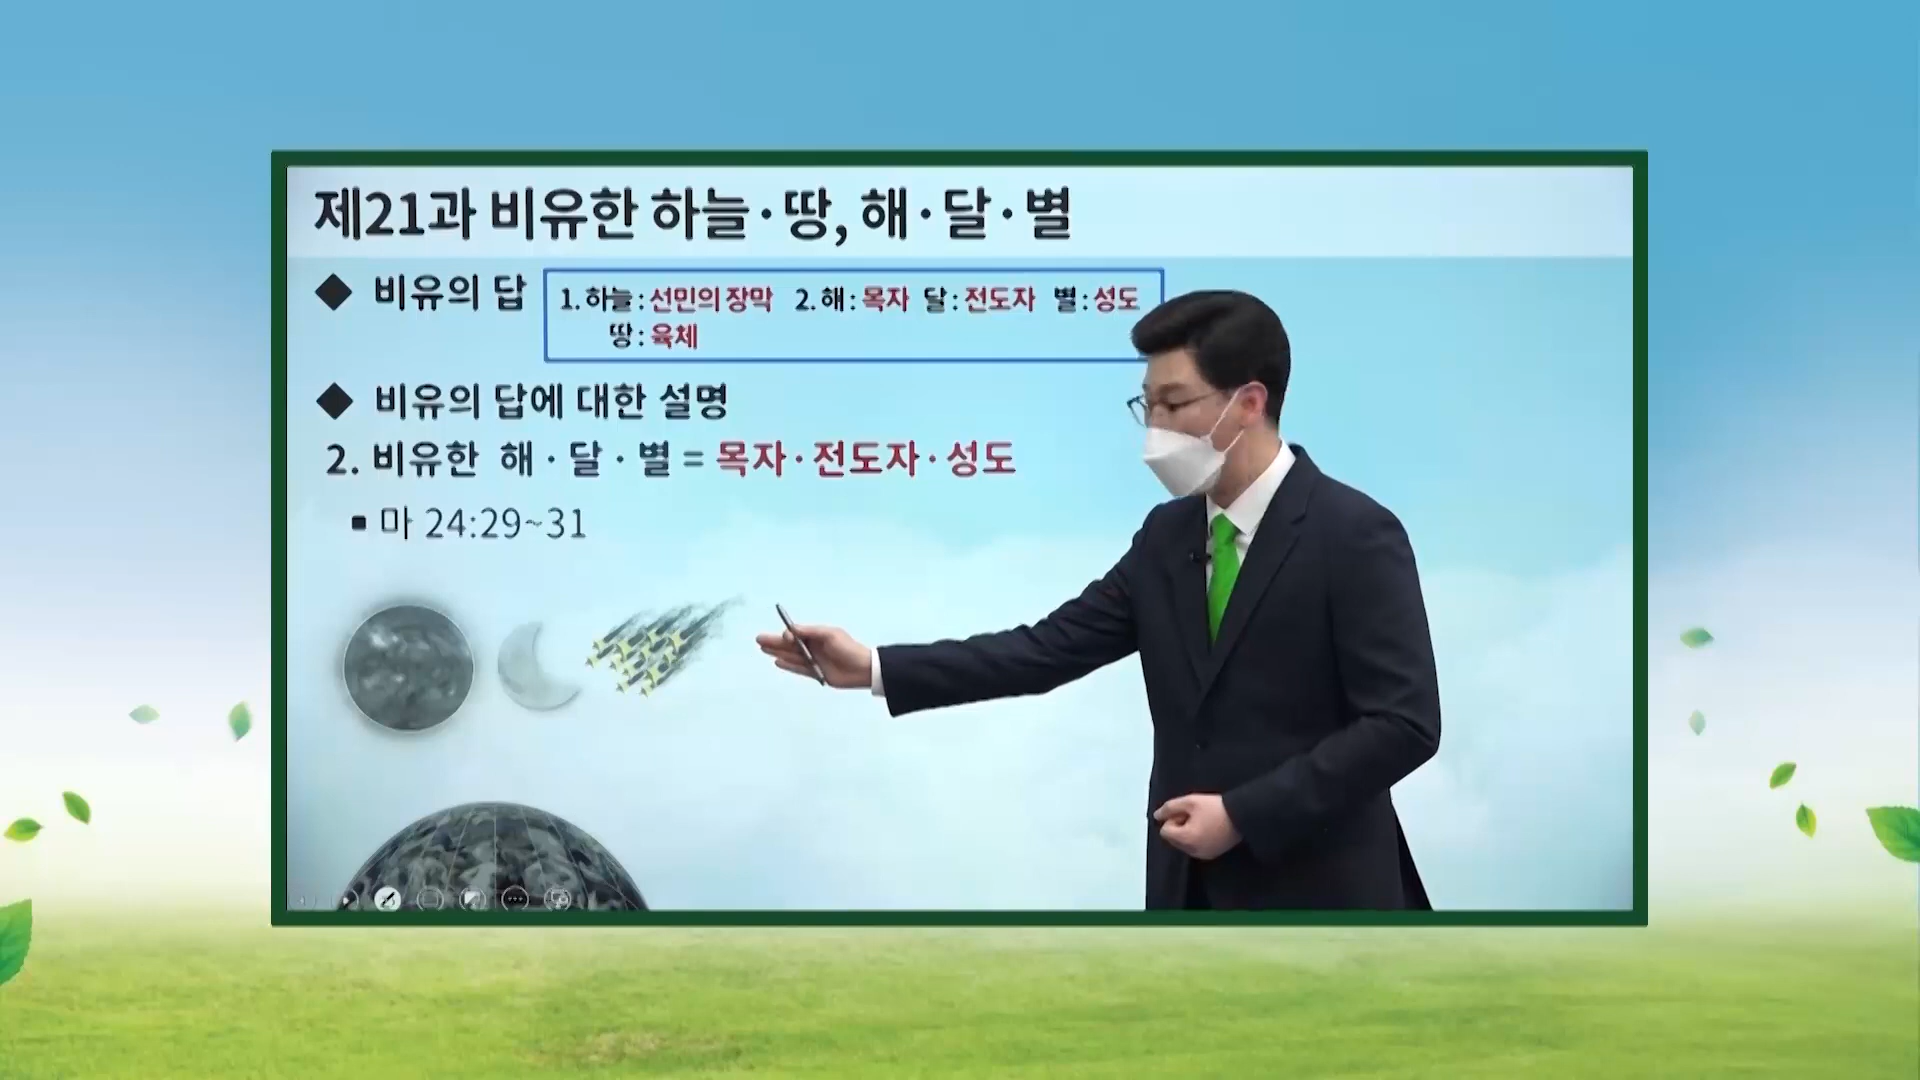 제21과 비유한 하늘·땅, 해·달·별
◆ 비유의 답
1. 하늘 : 선민의 장막 2. 해 : 목자 달 : 전도자 별 : 성도
땅 : 육체
◆ 비유의 답에 대한 설명
2. 비유한 해·달·별 = 목자·전도자·성도
▪ 마 24:29~31